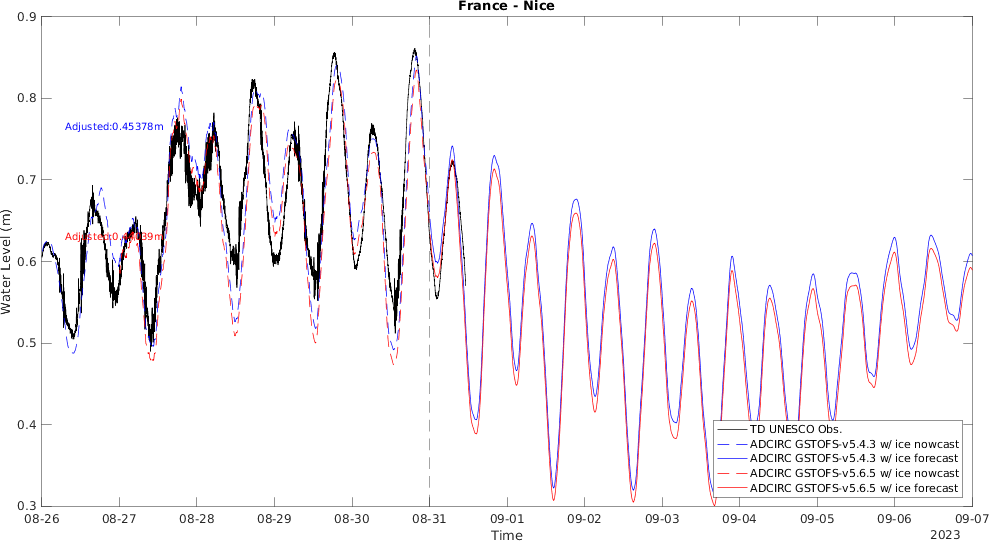 France - Nice
0.9
0.8
0.7
0.6
0.5
0.4
0.3
Water Level (m)
Adjusted:0.45378m
08-26
08-27
08-28
08-29
08-30
08-31
09-01
09-02
09-03
09-04
09-05
09-06
09-07
Time
2023
TD UNESCO Obs.
ADCIRC GSTOFS-v5.4.3 w/ ice nowcast
ADCIRC GSTOFS-v5.4.3 w/ ice forecast
ADCIRC GSTOFS-v5.6.5 w/ ice nowcast
ADCIRC GSTOFS-v5.6.5 w/ ice forecast